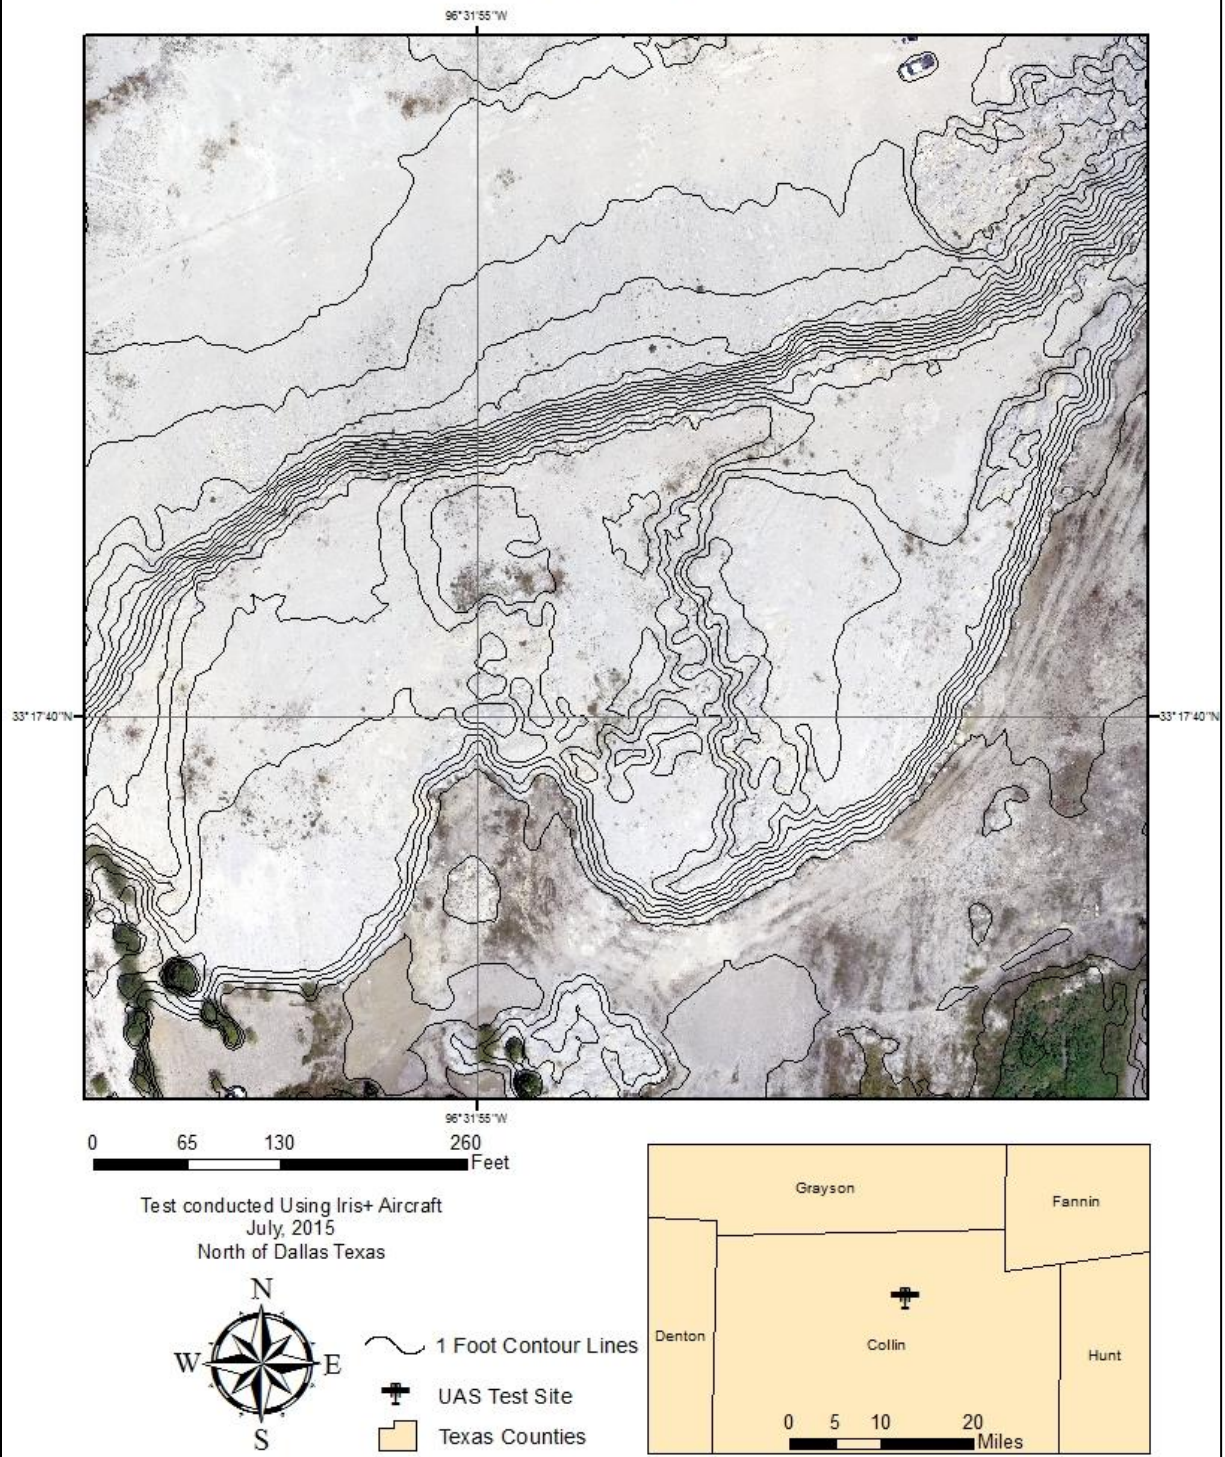 96°31'55"W
33°17'40"N
33°17'40"N
96°31'55"W
0 65 130 260
Feet
Test conducted Using Iris+ Aircraft
July, 2015
North of Dallas Texas
N
W E
S
1 Foot Contour Lines
UAS Test Site
Texas Counties
Grayson
Fannin
Denton
Collin
Hunt
0 5 10 20
Miles